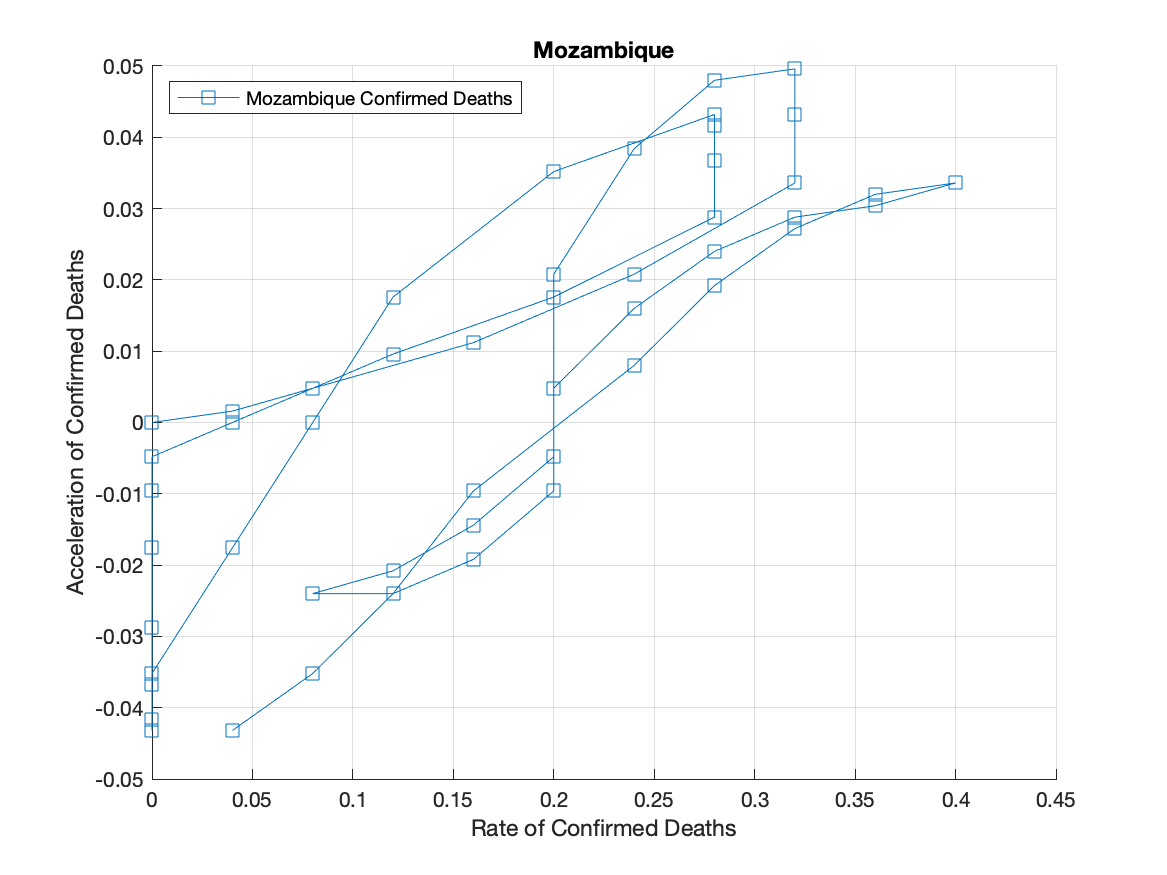 Mozambique
Mozambique Confirmed Deaths
Acceleration of Confirmed Deaths
0.05
0.04
0.03
0.02
0.01
0
-0.01
-0.02
-0.03
-0.04
-0.05
0 0.05 0.1 0.15 0.2 0.25 0.3 0.35 0.4 0.45
Rate of Confirmed Deaths